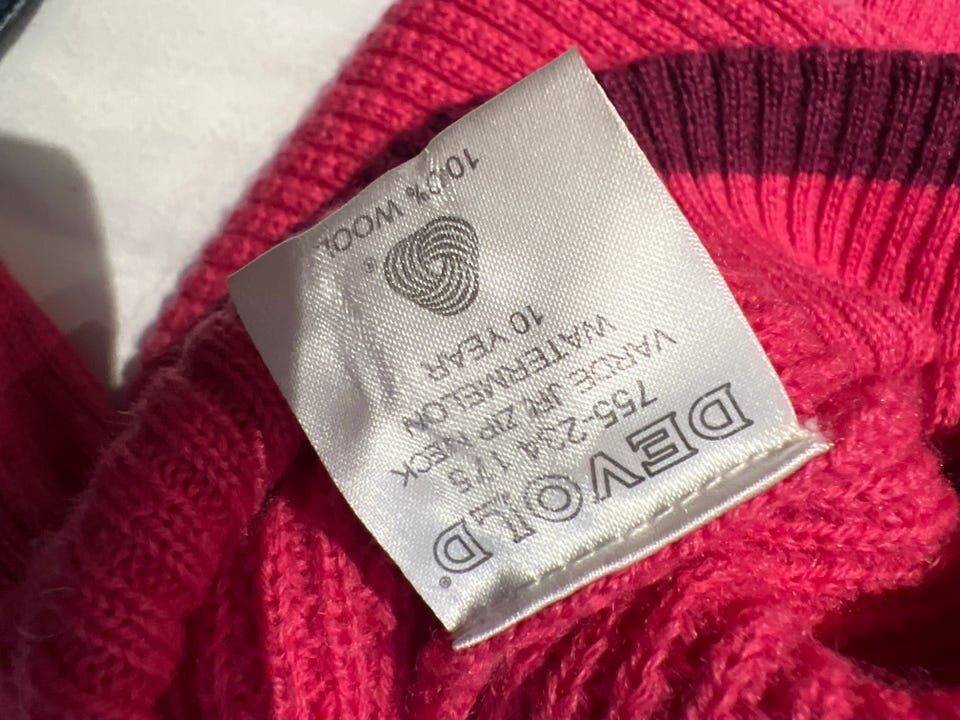 DEVOLD®
755-234 175
VARDE JR. ZIP NECK
WATERMELON
10 YEAR
®
100% WOOL